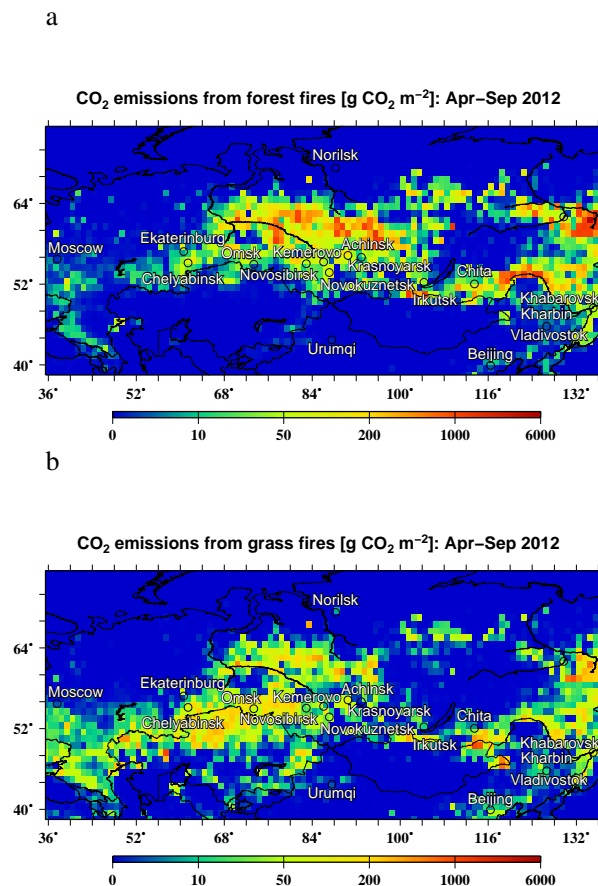 a
CO₂ emissions from forest fires [g CO₂ m⁻²]: Apr−Sep 2012
Norilsk
64°
Moscow
Ekaterinburg
Omsk
Kemerovo
Achinsk
Chelyabinsk
Novosibirsk
Krasnoyarsk
Chita
52°
Novokuznetsk
Irkutsk
Khabarovsk
Kharbin
Urumqi
Vladivostok
Beijing
40°
36° 52° 68° 84° 100° 116° 132°
0 10 50 200 1000 6000
b
CO₂ emissions from grass fires [g CO₂ m⁻²]: Apr−Sep 2012
Norilsk
64°
Moscow
Ekaterinburg
Omsk
Kemerovo
Achinsk
Chelyabinsk
Novosibirsk
Krasnoyarsk
Chita
52°
Novokuznetsk
Irkutsk
Khabarovsk
Kharbin
Urumqi
Vladivostok
Beijing
40°
36° 52° 68° 84° 100° 116° 132°
0 10 50 200 1000 6000